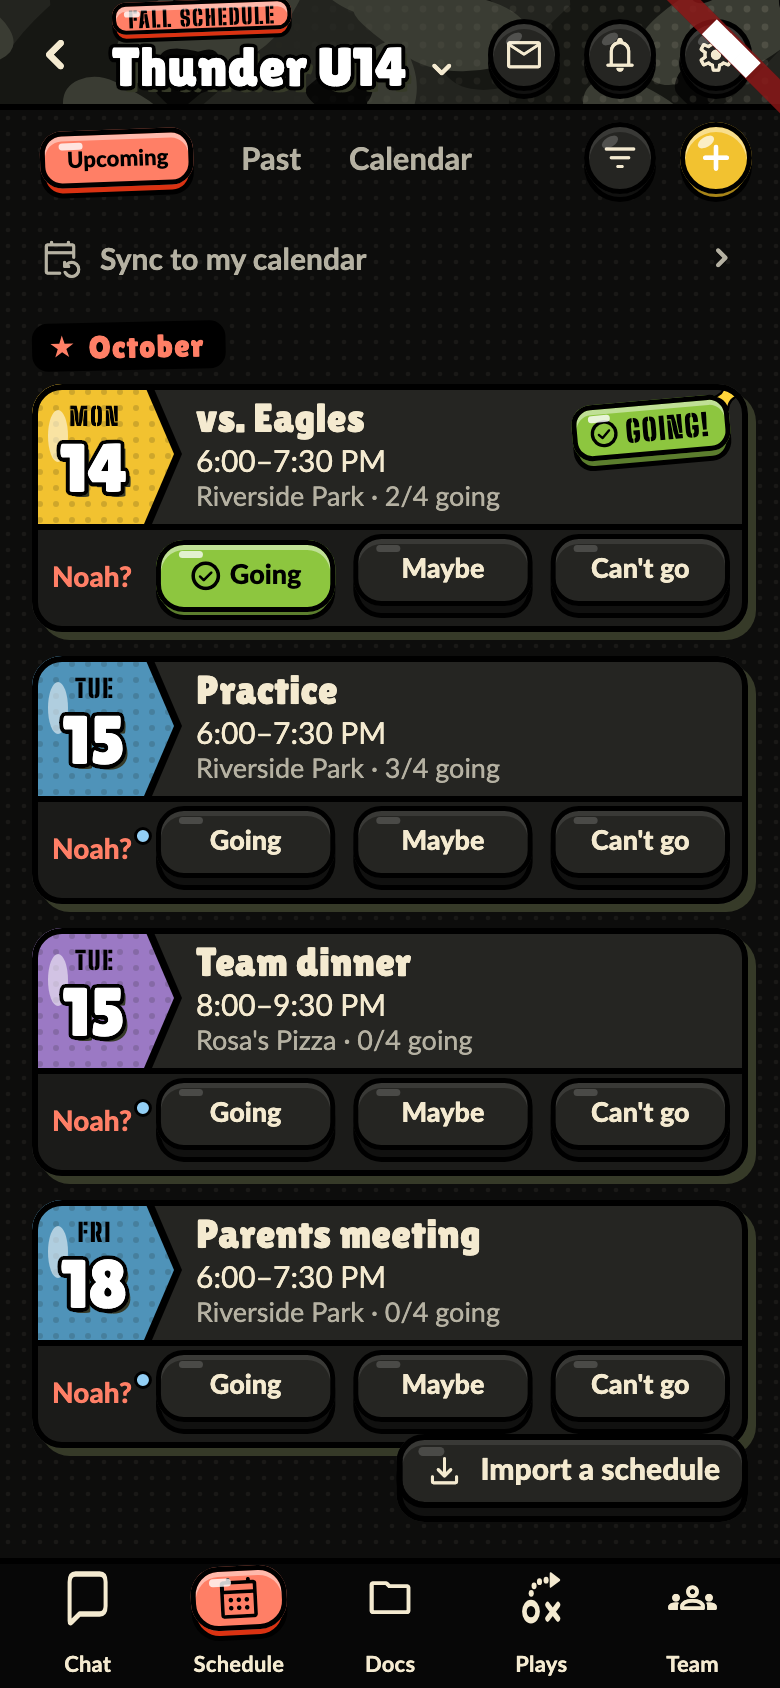 FALL SCHEDULE
Thunder U14
Upcoming Past Calendar
Sync to my calendar
★ October
MON
14
vs. Eagles
6:00–7:30 PM
Riverside Park · 2/4 going
GOING!
Noah? Going Maybe Can't go
TUE
15
Practice
6:00–7:30 PM
Riverside Park · 3/4 going
Noah? Going Maybe Can't go
TUE
15
Team dinner
8:00–9:30 PM
Rosa's Pizza · 0/4 going
Noah? Going Maybe Can't go
FRI
18
Parents meeting
6:00–7:30 PM
Riverside Park · 0/4 going
Noah? Going Maybe Can't go
Import a schedule
Chat Schedule Docs Plays Team